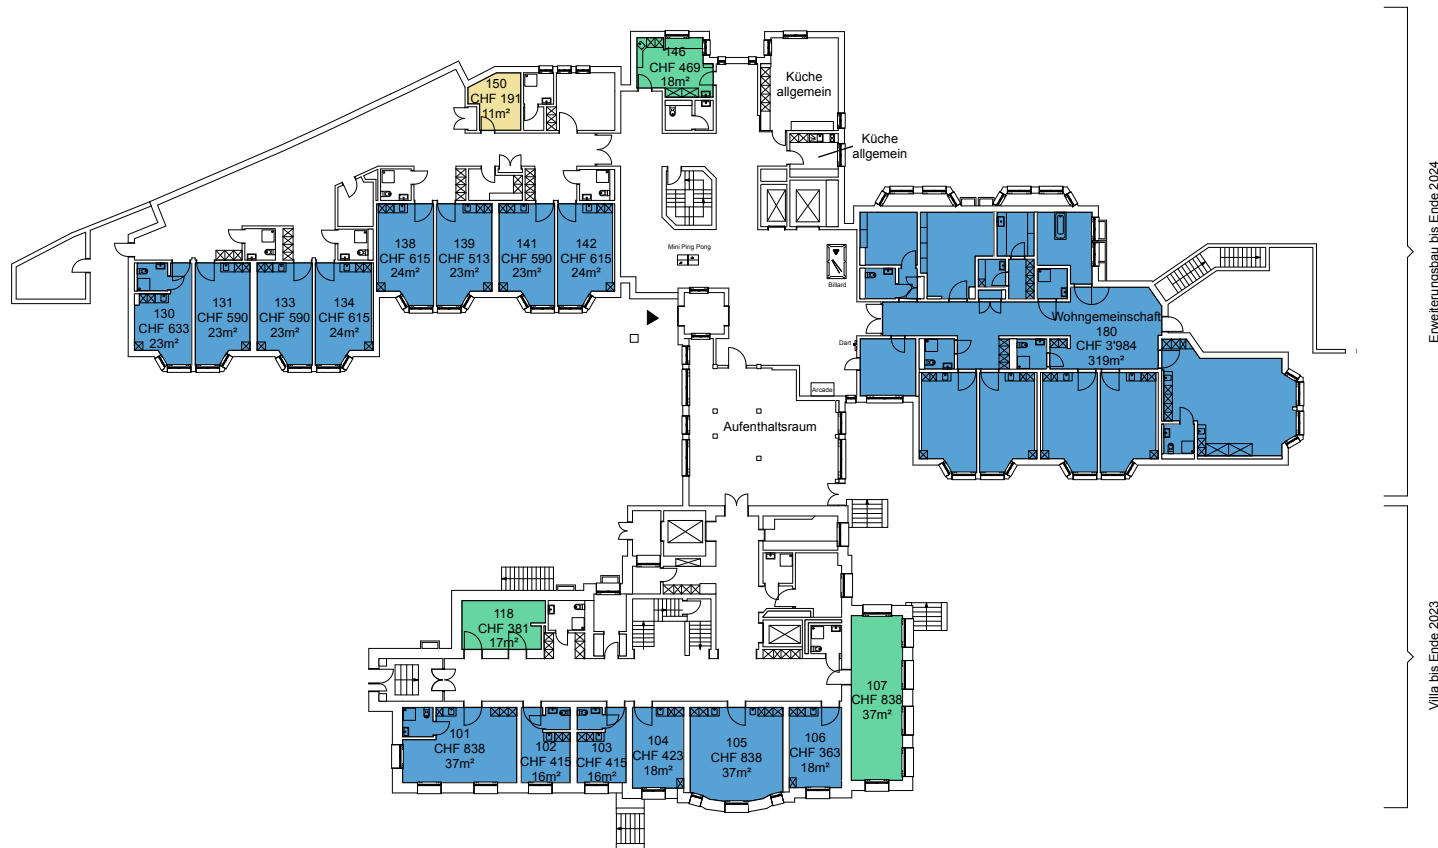 146
CHF 469
18m²
Küche
allgemein
150
CHF 191
11m²
Küche
allgemein
138
CHF 615
24m²
139
CHF 513
23m²
141
CHF 590
23m²
142
CHF 615
24m²
Mini Ping Pong
Billard
130
CHF 633
23m²
131
CHF 590
23m²
133
CHF 590
23m²
134
CHF 615
24m²
Wohngemeinschaft
180
CHF 3'984
319m²
Dart
Arcade
Aufenthaltsraum
Erweiterungsbau bis Ende 2024
118
CHF 381
17m²
107
CHF 838
37m²
101
CHF 838
37m²
102
CHF 415
16m²
103
CHF 415
16m²
104
CHF 423
18m²
105
CHF 838
37m²
106
CHF 363
18m²
Villa bis Ende 2023